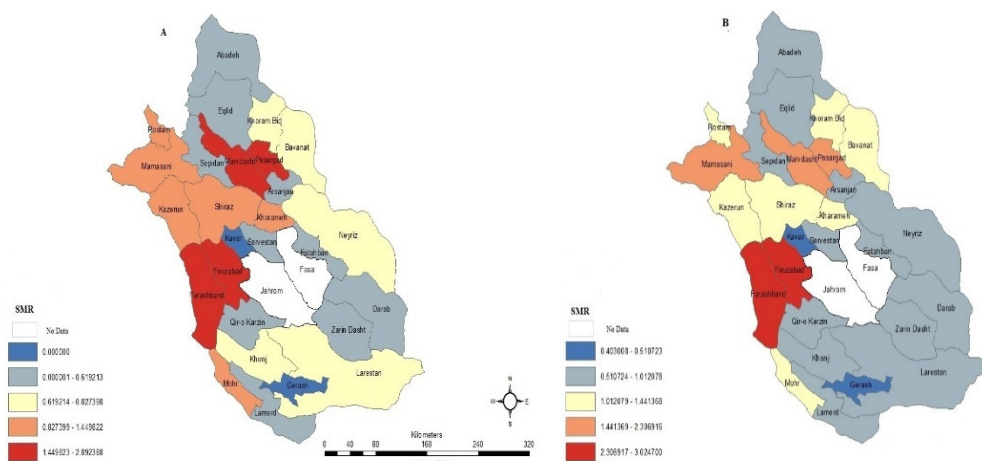 A
Abadeh
Eqlid
Khoram Bid
Bavanat
Rostam
Mamasani
Sepidan
Marvdasht
Pasargad
Arsanjan
Kazerun
Shiraz
Kharameh
Neyriz
Kavar
Sarvestan
Estahban
Fasa
Firuzabad
Farashband
Jahrom
Darab
Zarin Dasht
Qir-o Karzin
Khonj
Larestan
Mohr
Gerash
Lamerd
SMR
No Data
0.000000
0.000001 - 0.619213
0.619214 - 0.827398
0.827399 - 1.449822
1.449823 - 2.892388
N
W E
S
Kilometers
0 40 80 160 240 320
B
Abadeh
Eqlid
Khoram Bid
Bavanat
Rostam
Mamasani
Sepidan
Marvdasht
Pasargad
Arsanjan
Kazerun
Shiraz
Kharameh
Neyriz
Kavar
Sarvestan
Estahban
Fasa
Firuzabad
Farashband
Jahrom
Darab
Zarin Dasht
Qir-o Karzin
Khonj
Larestan
Mohr
Gerash
Lamerd
SMR
No Data
0.403008 - 0.510723
0.510724 - 1.012078
1.012079 - 1.441368
1.441369 - 2.306916
2.306917 - 3.024700